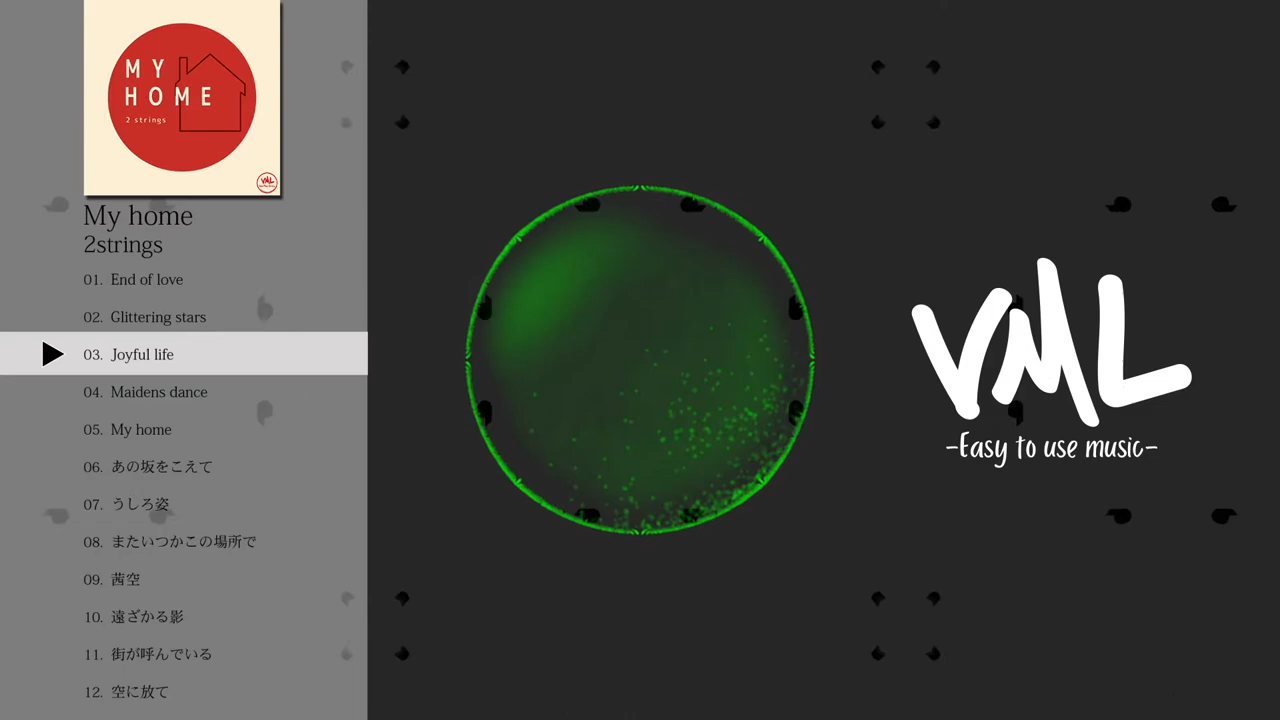 MY
HOME
2 strings
VML
My home
2strings
01. End of love
02. Glittering stars
03. Joyful life
04. Maidens dance
05. My home
06. あの坂をこえて
07. うしろ姿
08. またいつかこの場所で
09. 茜空
10. 遠ざかる影
11. 街が呼んでいる
12. 空に放て
VML
-Easy to use music-